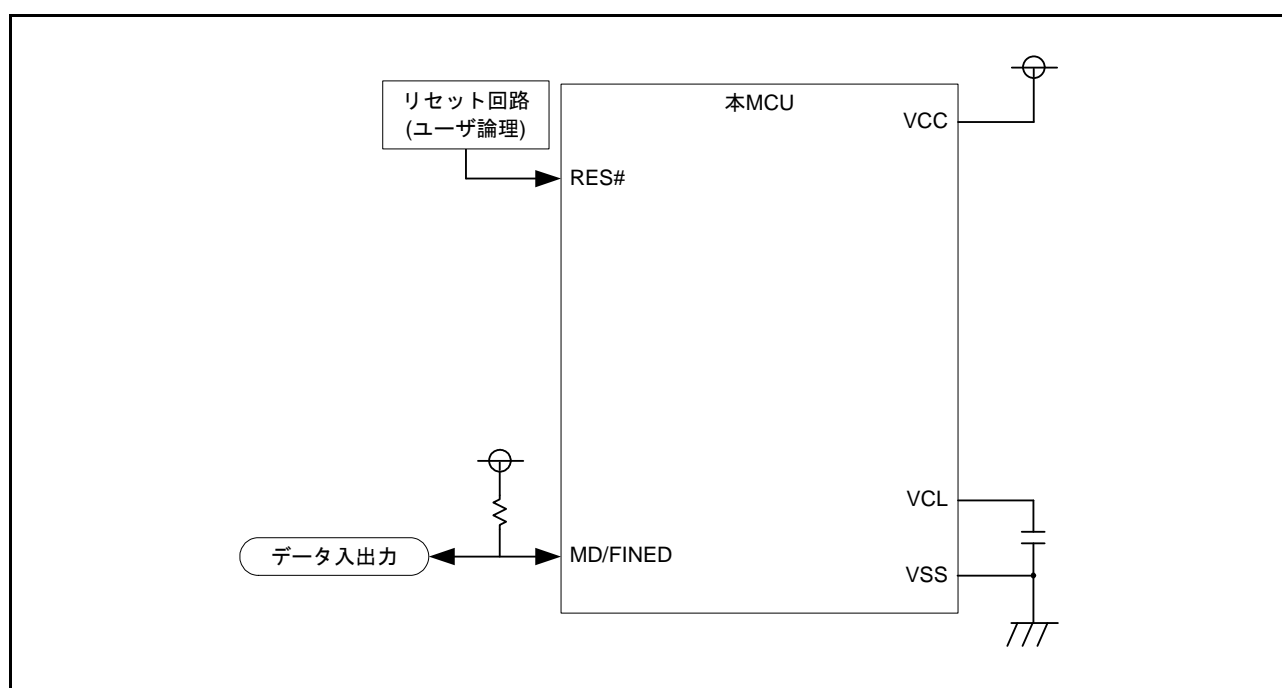 リセット回路
(ユーザ論理)
本MCU
VCC
RES#
VCL
データ入出力
MD/FINED
VSS